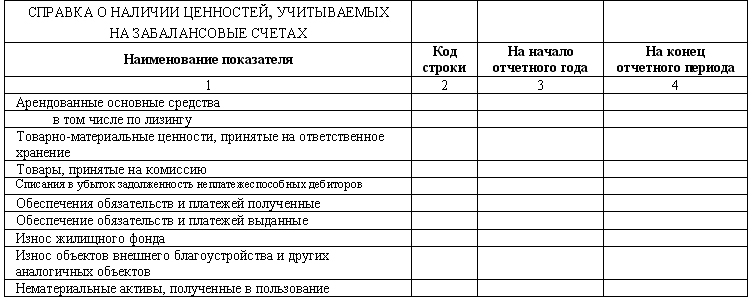 СПРАВКА О НАЛИЧИИ ЦЕННОСТЕЙ, УЧИТЫВАЕМЫХ
НА ЗАБАЛАНСОВЫЕ СЧЕТАХ
Наименование показателя Код строки На начало отчетного года На конец отчетного периода
1 2 3 4
Арендованные основные средства
в том числе по лизингу
Товарно-материальные ценности, принятые на ответственное
хранение
Товары, принятые на комиссию
Списания в убыток задолженность неплатежеспособных дебиторов
Обеспечения обязательств и платежей полученные
Обеспечение обязательств и платежей выданные
Износ жилищного фонда
Износ объектов внешнего благоустройства и других
аналогичных объектов
Нематериальные активы, полученные в пользование